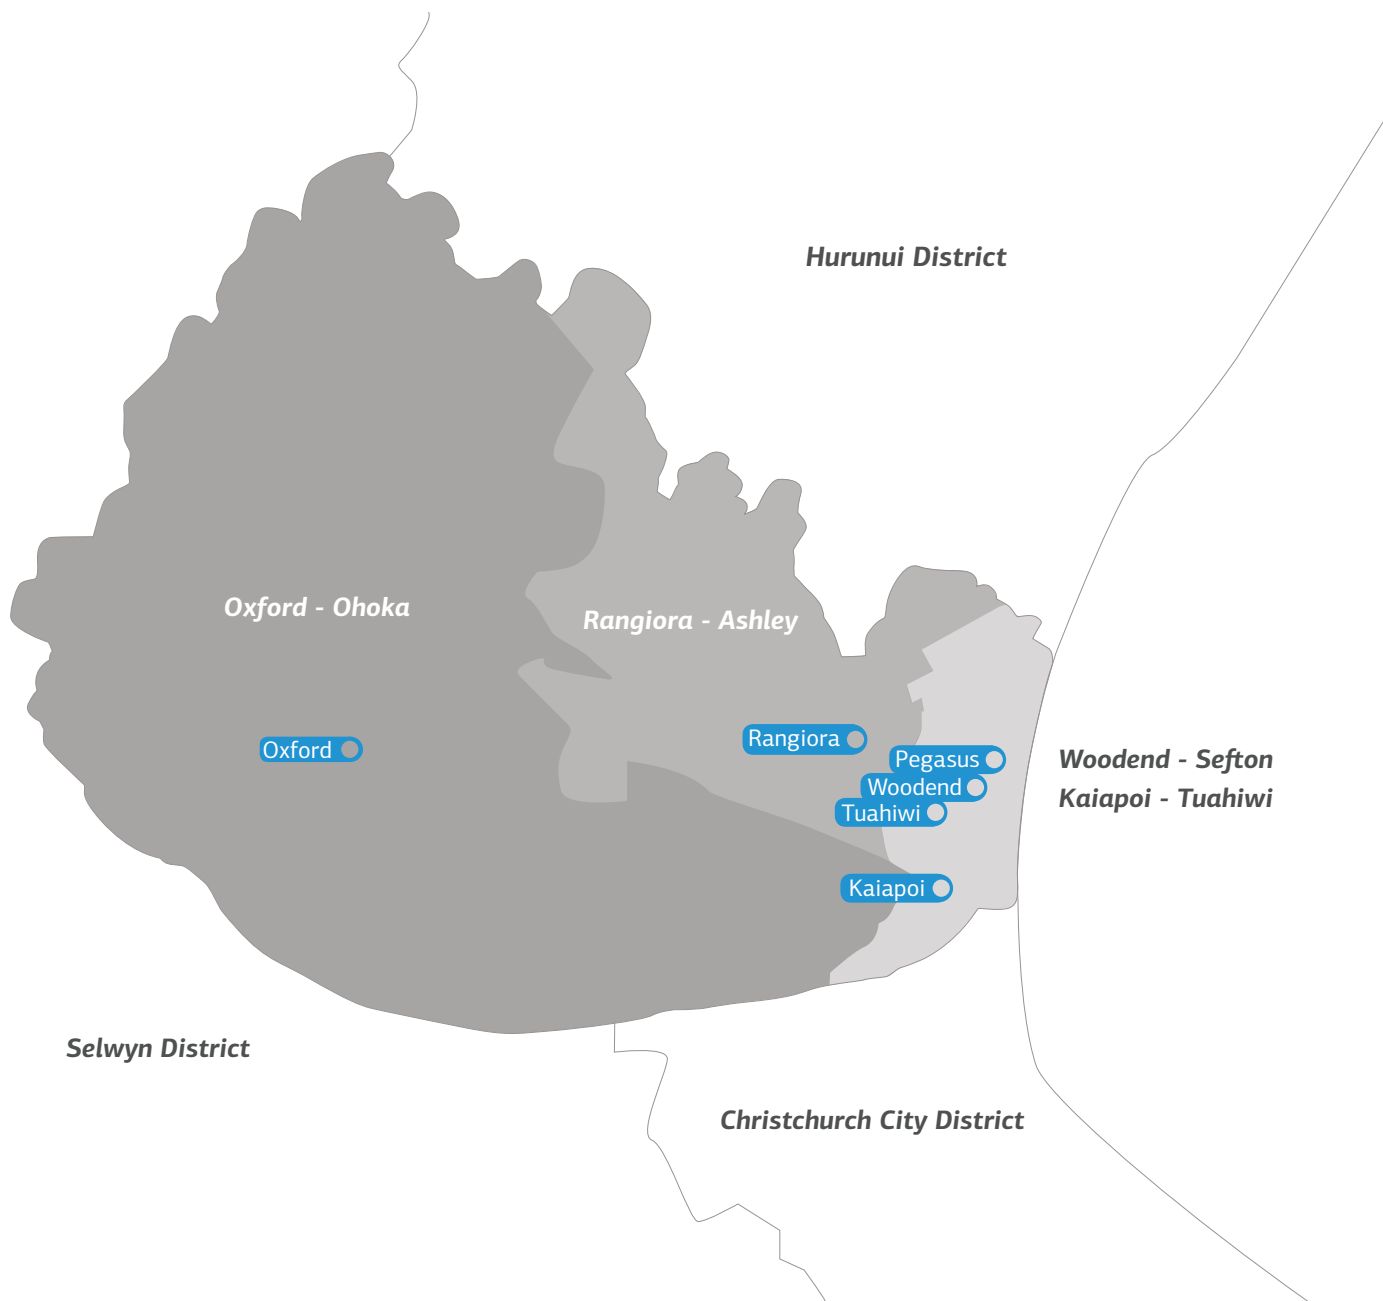 Hurunui District
Oxford - Ohoka
Rangiora - Ashley
Oxford
Rangiora
Pegasus
Woodend
Tuahiwi
Kaiapoi
Woodend - Sefton
Kaiapoi - Tuahiwi
Selwyn District
Christchurch City District